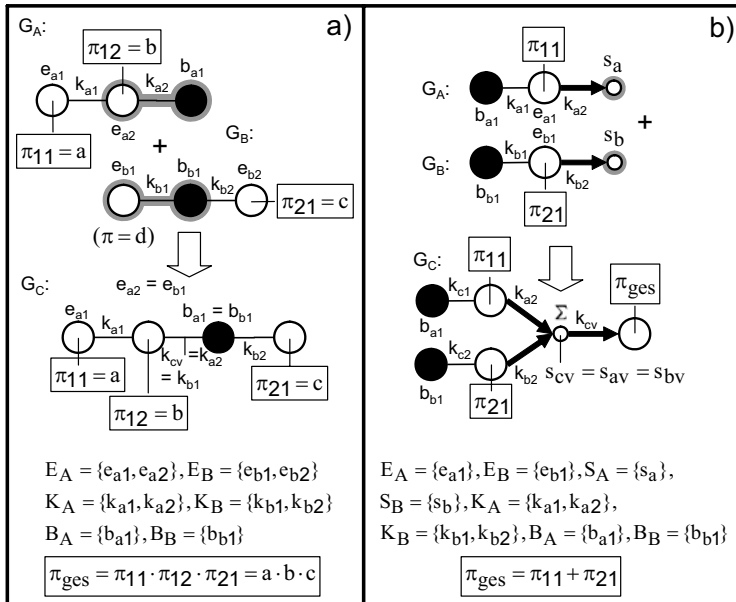 a)
G_A:
π12 = b
e_a1
k_a1
k_a2
b_a1
e_a2
π11 = a
+
G_B:
e_b1
b_b1
e_b2
k_b1
k_b2
π21 = c
(π = d)
G_C:
e_a2 = e_b1
e_a1
b_a1 = b_b1
k_a1
k_cv = k_a2
= k_b1
k_b2
π11 = a
π12 = b
π21 = c
E_A = {e_a1, e_a2}, E_B = {e_b1, e_b2}
K_A = {k_a1, k_a2}, K_B = {k_b1, k_b2}
B_A = {b_a1}, B_B = {b_b1}
π_ges = π11 · π12 · π21 = a · b · c
b)
π11
s_a
G_A:
k_a1
k_a2
b_a1
e_a1
+
e_b1
s_b
G_B:
k_b1
k_b2
b_b1
π21
G_C:
π11
π_ges
k_c1
k_a2
b_a1
Σ
k_cv
k_c2
k_b2
s_cv = s_av = s_bv
b_b1
π21
E_A = {e_a1}, E_B = {e_b1}, S_A = {s_a},
S_B = {s_b}, K_A = {k_a1, k_a2},
K_B = {k_b1, k_b2}, B_A = {b_a1}, B_B = {b_b1}
π_ges = π11 + π21